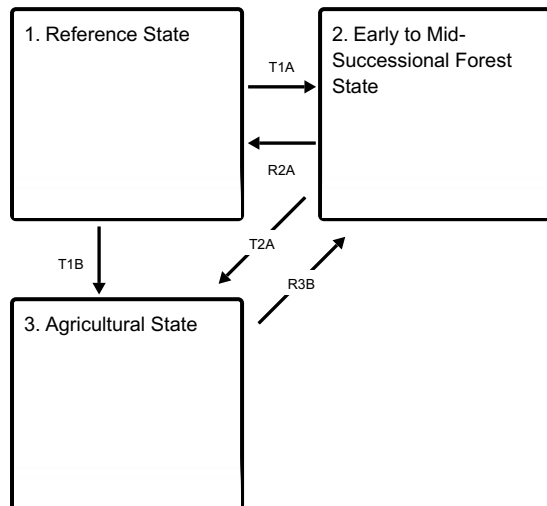 1. Reference State
2. Early to Mid-
Successional Forest
State
T1A
R2A
T2A
T1B
R3B
3. Agricultural State